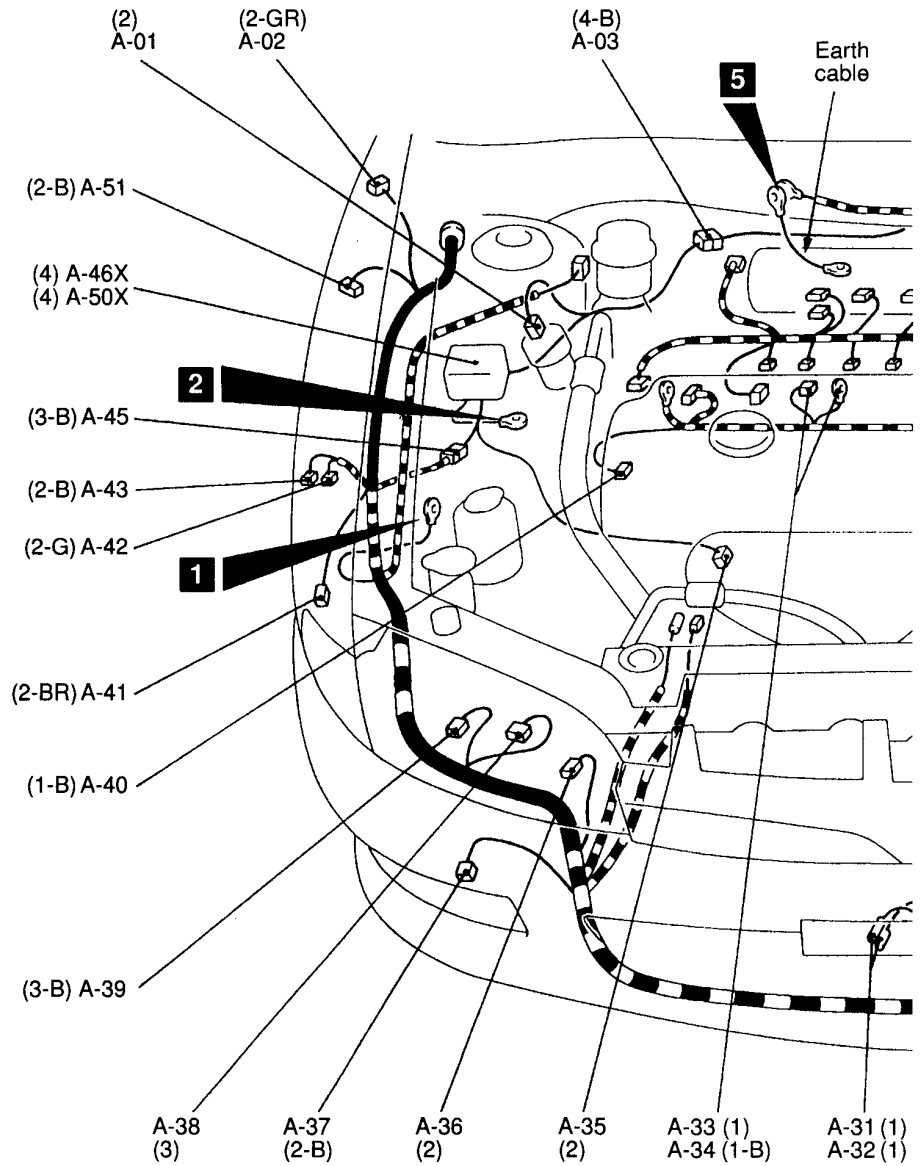 (2)
A-01
(2-GR)
A-02
(4-B)
A-03
Earth
cable
5
(2-B) A-51
(4) A-46X
(4) A-50X
2
(3-B) A-45
(2-B) A-43
(2-G) A-42
1
(2-BR) A-41
(1-B) A-40
(3-B) A-39
A-38
(3)
A-37
(2-B)
A-36
(2)
A-35
(2)
A-33 (1)
A-34 (1-B)
A-31 (1)
A-32 (1)